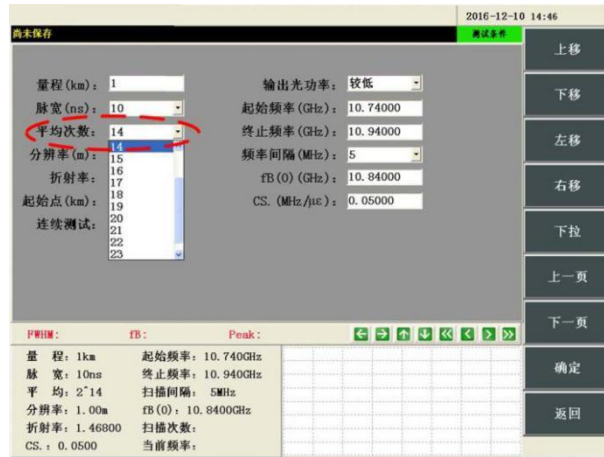 2016-12-10 14:46
尚未保存
测试条件
量程(km)： 1
输出光功率： 较低
脉宽(ns)： 10
起始频率(GHz)： 10.74000
平均次数： 14
终止频率(GHz)： 10.94000
分辨率(m)：
频率间隔(MHz)： 5
折射率：
fB(0)(GHz)： 10.84000
起始点(km)：
CS.(MHz/με)： 0.05000
连续测试：
14
15
16
17
18
19
20
21
22
23
上移
下移
左移
右移
下拉
上一页
下一页
确定
返回
FWHM： fB： Peak：
量 程：1km 起始频率：10.740GHz
脉 宽：10ns 终止频率：10.940GHz
平 均：2^14 扫描间隔： 5MHz
分辨率：1.00m fB(0)：10.8400GHz
折射率：1.46800 扫描次数：
CS.：0.0500 当前频率：